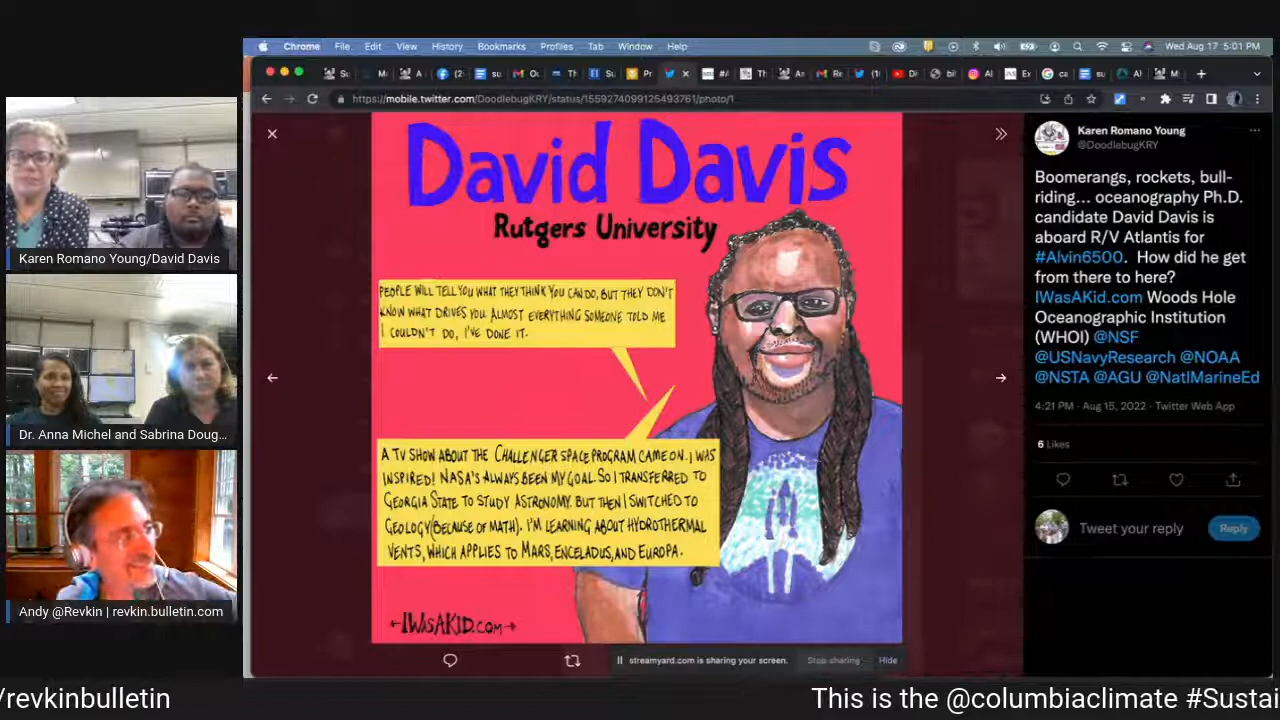 Chrome File Edit View History Bookmarks Profiles Tab Window Help Wed Aug 17 5:01 PM
https://mobile.twitter.com/DoodlebugKRY/status/1559274099125493761/photo/1
Karen Romano Young/David Davis
Dr. Anna Michel and Sabrina Doug...
Andy @Revkin | revkin.bulletin.com
David Davis
Rutgers University
PEOPLE WILL TELL YOU WHAT THEY THINK YOU CAN DO, BUT THEY DON'T
KNOW WHAT DRIVES YOU. ALMOST EVERYTHING SOMEONE TOLD ME
I COULDN'T DO, I'VE DONE IT.
A TV SHOW ABOUT THE CHALLENGER SPACE PROGRAM CAME ON. I WAS
INSPIRED! NASA'S ALWAYS BEEN MY GOAL. SO I TRANSFERRED TO
GEORGIA STATE TO STUDY ASTRONOMY. BUT THEN I SWITCHED TO
GEOLOGY (BECAUSE OF MATH). I'M LEARNING ABOUT HYDROTHERMAL
VENTS, WHICH APPLIES TO MARS, ENCELADUS, AND EUROPA.
IWASAKID.COM
streamyard.com is sharing your screen. Stop sharing Hide
Karen Romano Young
@DoodlebugKRY
Boomerangs, rockets, bull-
riding... oceanography Ph.D.
candidate David Davis is
aboard R/V Atlantis for
#Alvin6500. How did he get
from there to here?
IWasAKid.com Woods Hole
Oceanographic Institution
(WHOI) @NSF
@USNavyResearch @NOAA
@NSTA @AGU @NatlMarineEd
4:21 PM · Aug 15, 2022 · Twitter Web App
6 Likes
Tweet your reply Reply
/revkinbulletin This is the @columbiaclimate #Sustai